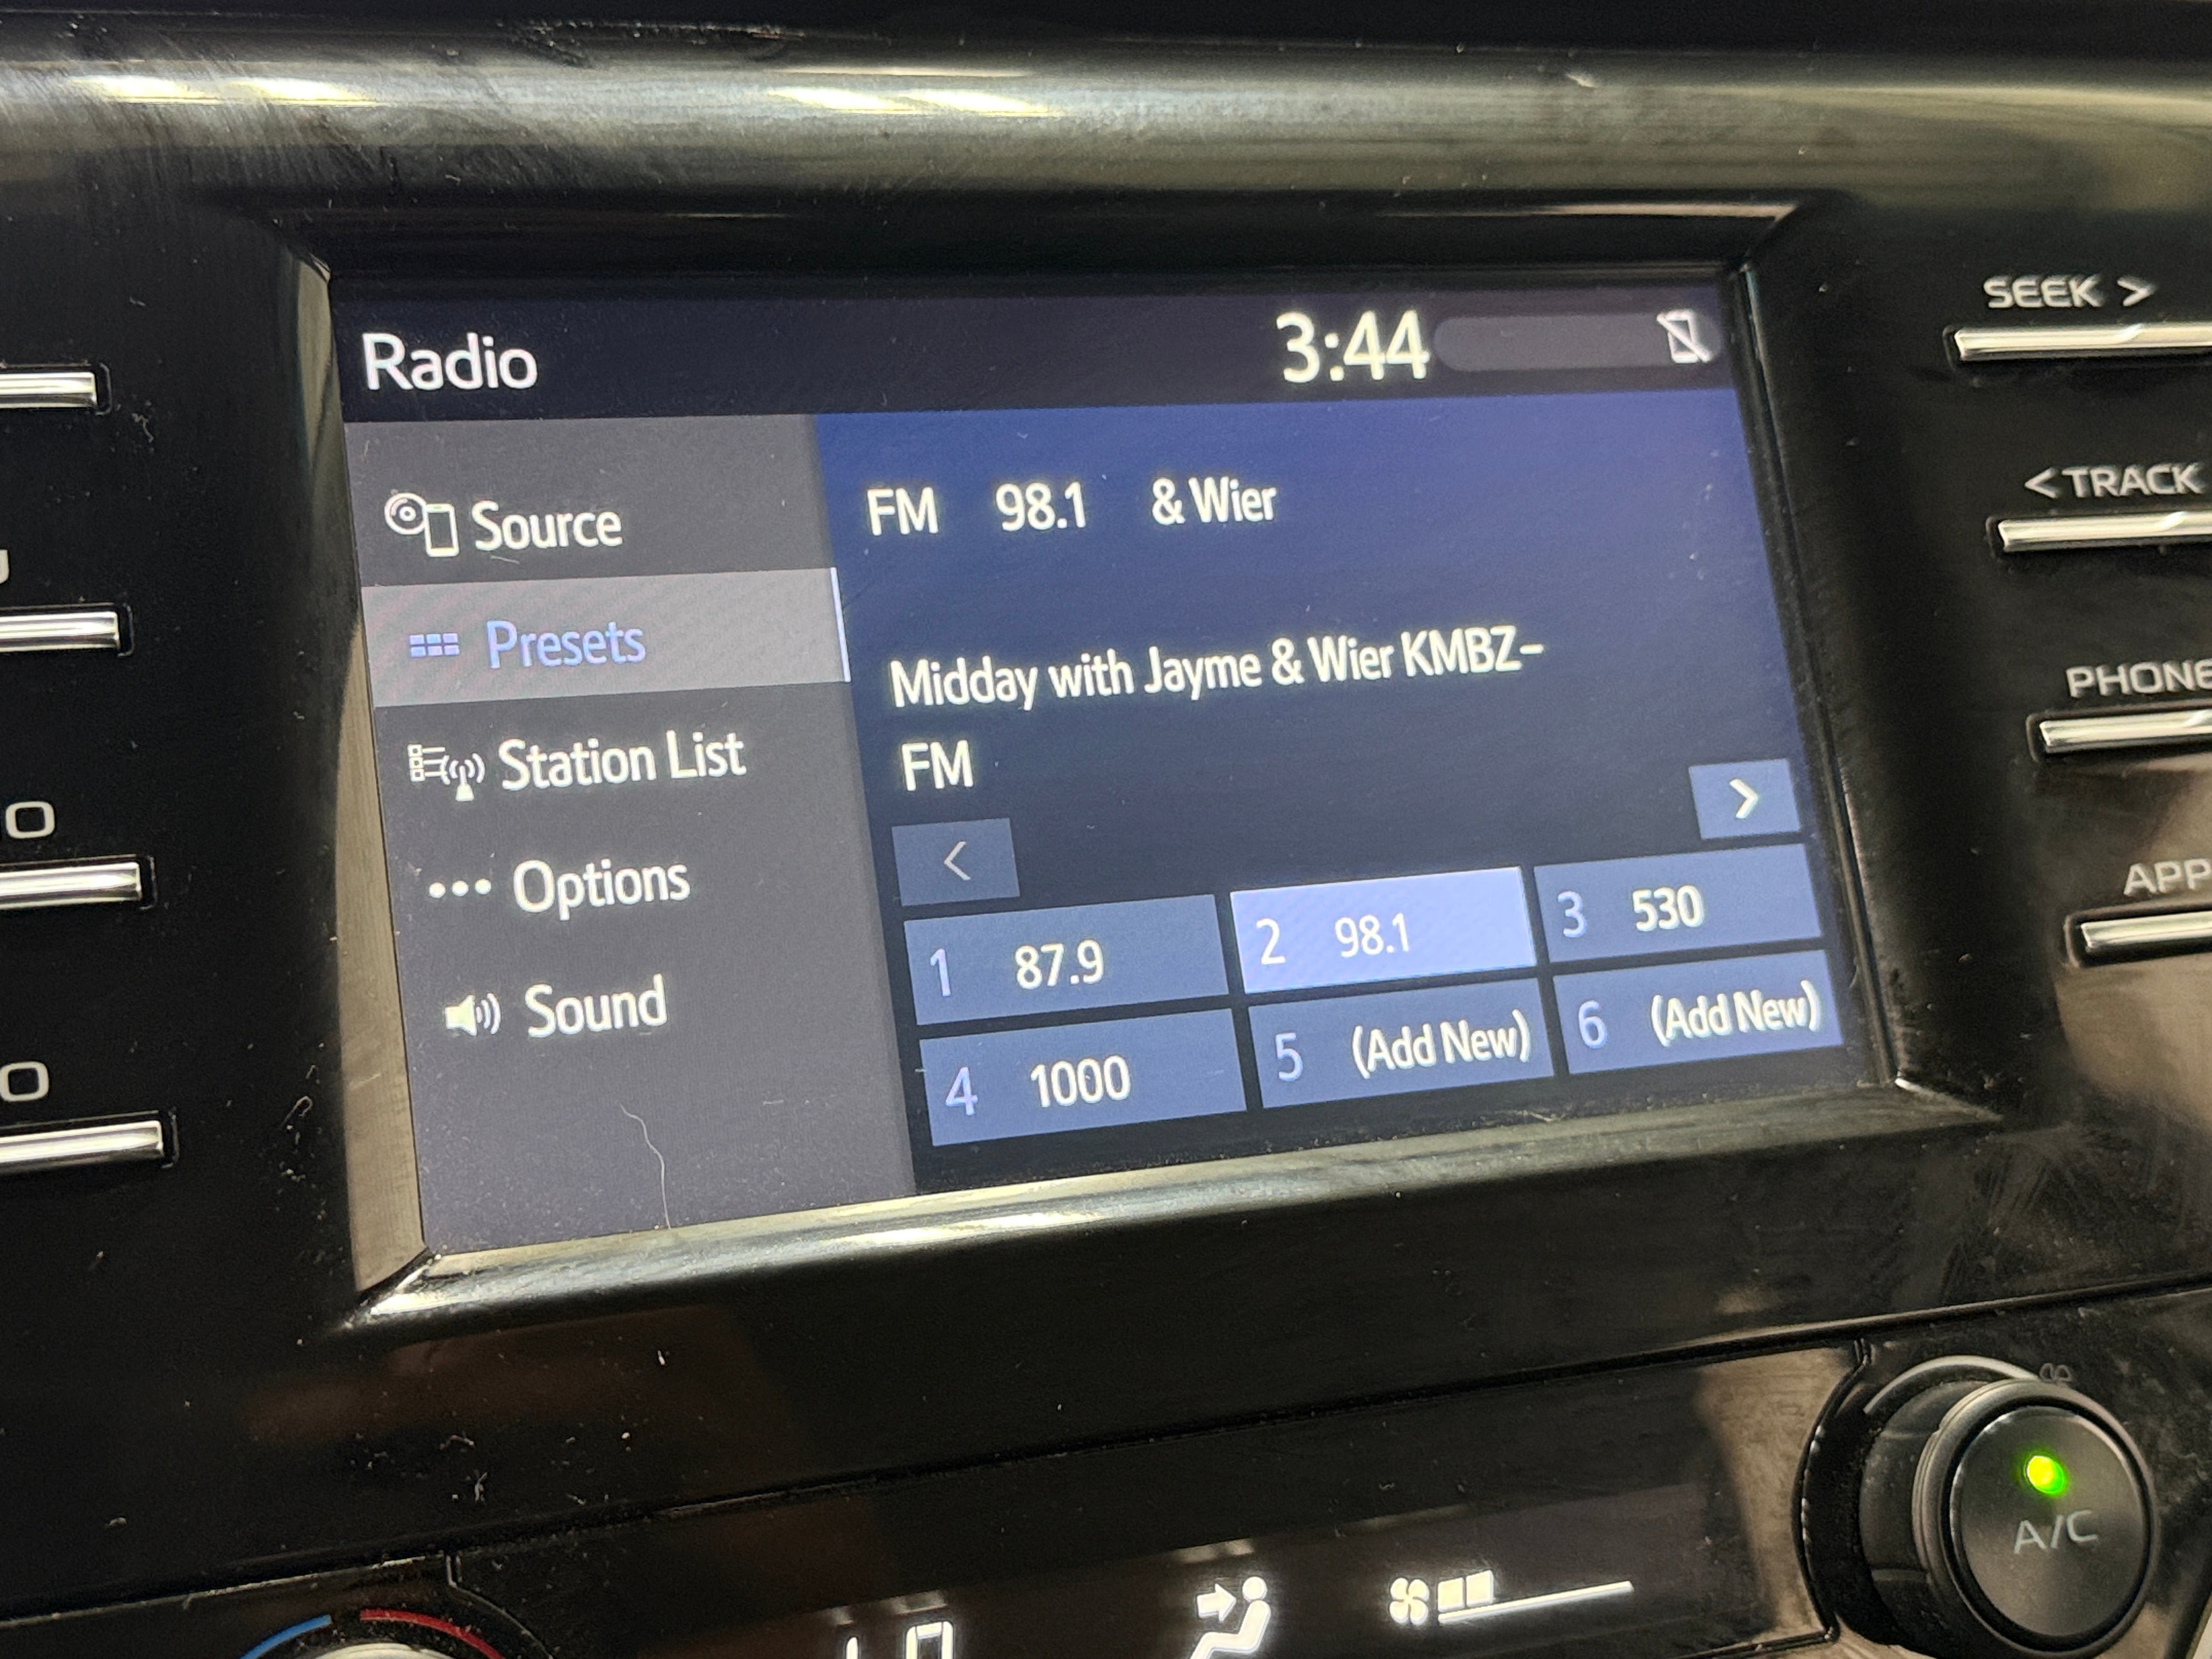 Radio
3:44
Source
Presets
Station List
Options
Sound
FM 98.1 & Wier
Midday with Jayme & Wier KMBZ-
FM
<
>
1 87.9
2 98.1
3 530
4 1000
5 (Add New)
6 (Add New)
SEEK >
< TRACK
PHONE
APP
O
O
A/C